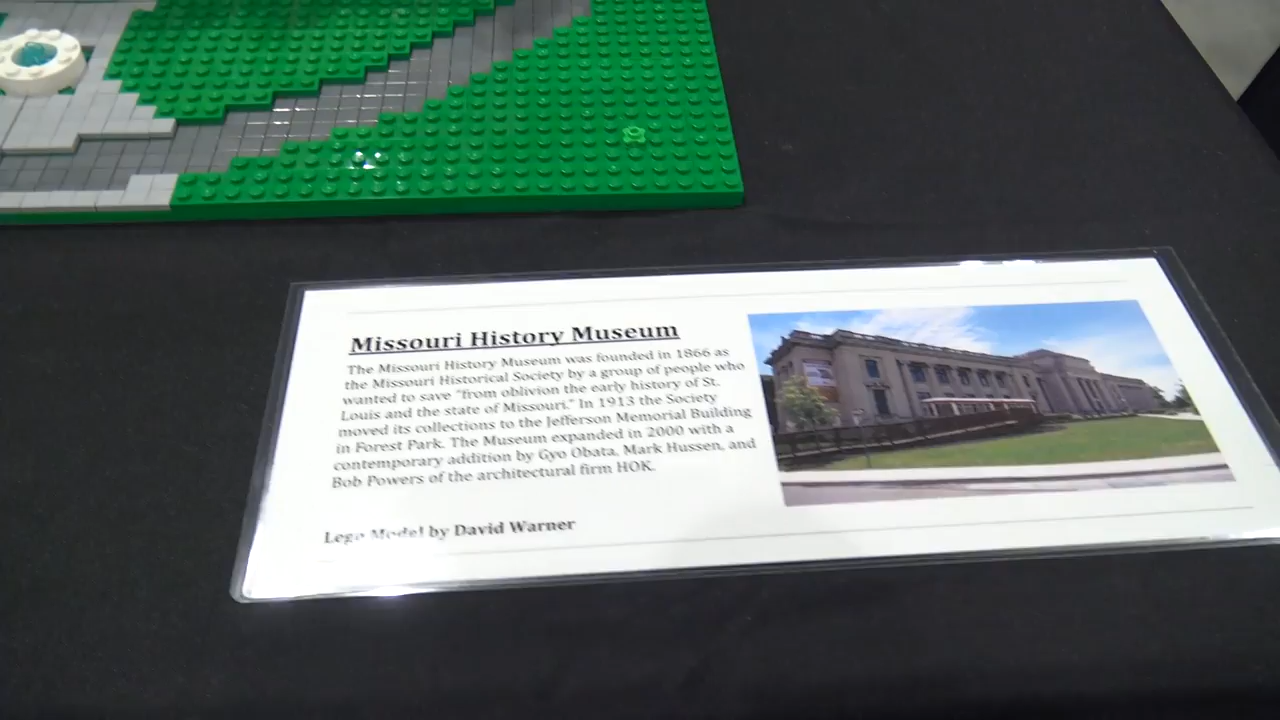 Missouri History Museum
The Missouri History Museum was founded in 1866 as
the Missouri Historical Society by a group of people who
wanted to save "from oblivion the early history of St.
Louis and the state of Missouri." In 1913 the Society
moved its collections to the Jefferson Memorial Building
in Forest Park. The Museum expanded in 2000 with a
contemporary addition by Gyo Obata, Mark Hussen, and
Bob Powers of the architectural firm HOK.
Lego Model by David Warner